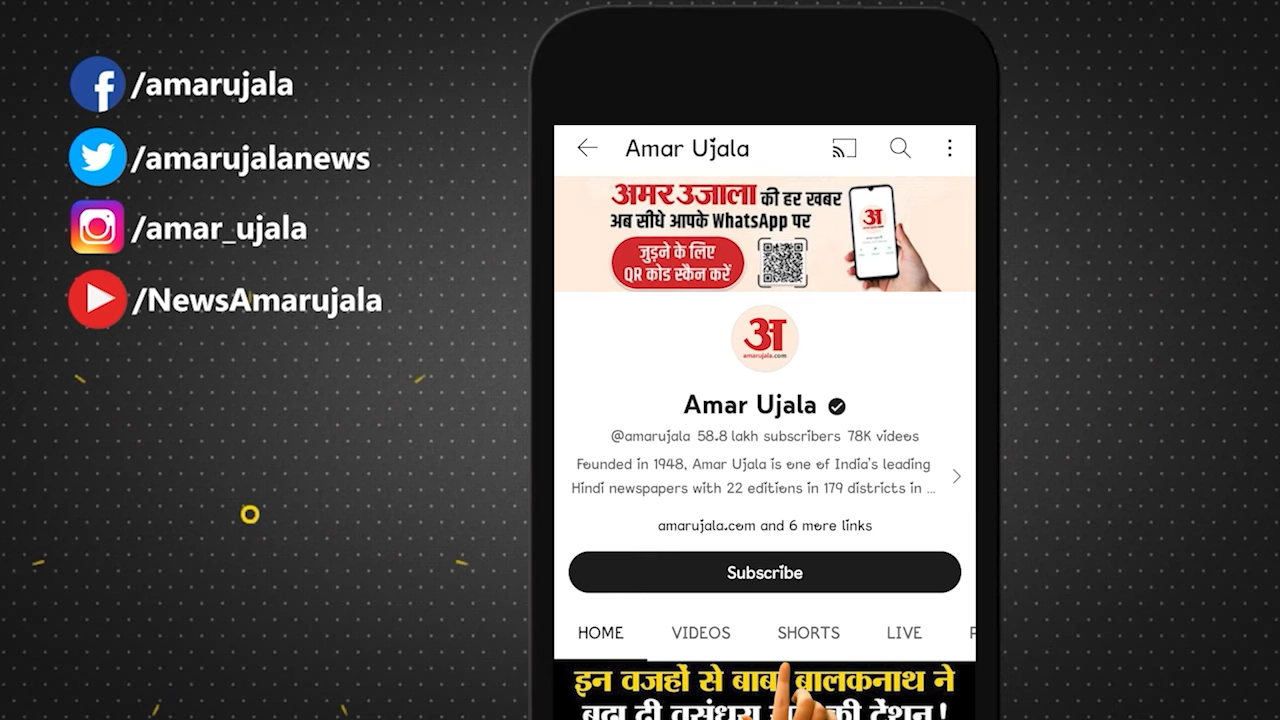 /amarujala
/amarujalanews
/amar_ujala
/NewsAmarujala
Amar Ujala
अमर उजाला की हर खबर
अब सीधे आपके WhatsApp पर
जुड़ने के लिए
QR कोड स्कैन करें
अ
अ
amarujala.com
Amar Ujala
@amarujala 58.8 lakh subscribers 78K videos
Founded in 1948, Amar Ujala is one of India's leading
Hindi newspapers with 22 editions in 179 districts in ...
amarujala.com and 6 more links
Subscribe
HOME VIDEOS SHORTS LIVE
इन वजहों से बाबा बालकनाथ ने
बढ़ा दी वसुंधरा की टेंशन!